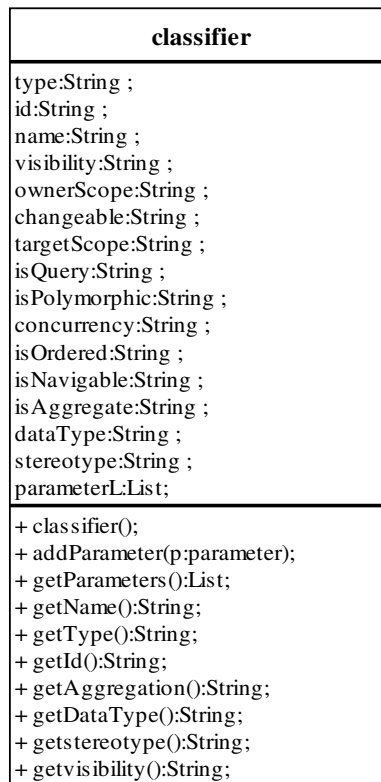 classifier
type:String ;
id:String ;
name:String ;
visibility:String ;
ownerScope:String ;
changeable:String ;
targetScope:String ;
isQuery:String ;
isPolymorphic:String ;
concurrency:String ;
isOrdered:String ;
isNavigable:String ;
isAggregate:String ;
dataType:String ;
stereotype:String ;
parameterL:List;
+ classifier();
+ addParameter(p:parameter);
+ getParameters():List;
+ getName():String;
+ getType():String;
+ getId():String;
+ getAggregation():String;
+ getDataType():String;
+ getstereotype():String;
+ getvisibility():String;